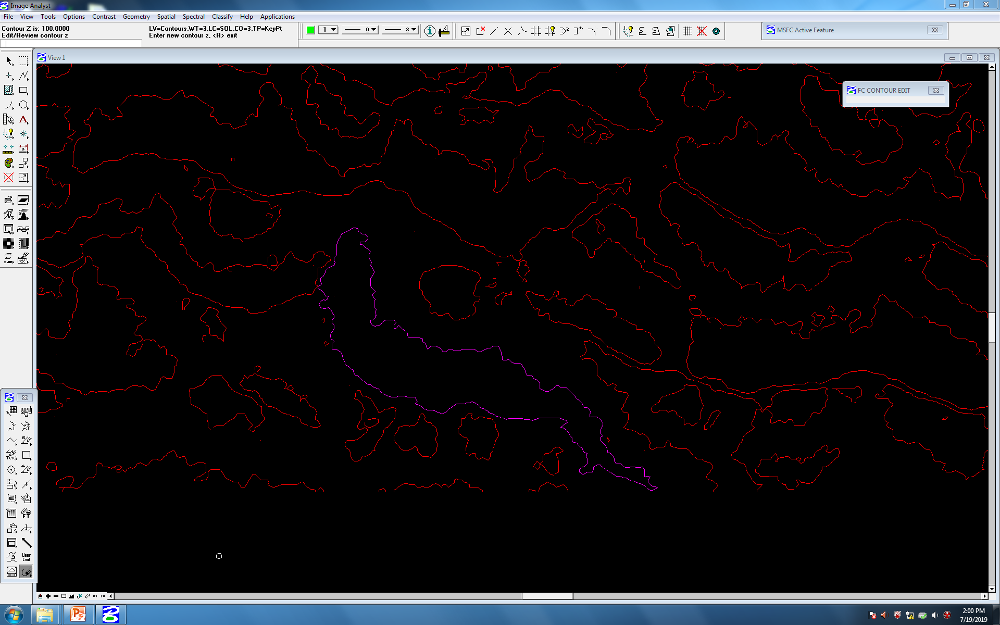 Image Analyst
File View Tools Options Contrast Geometry Spatial Spectral Classify Help Applications
Contour Z is: 100.0000 LV=Contours,WT=3,LC=SOL,CO=3,TP=KeyPt
Edit/Review contour z Enter new contour z, <R> exit
1 0 3
MSFC Active Feature
View 1
FC CONTOUR EDIT
A
Text
FT
User
Cmd
2:00 PM
7/19/2019